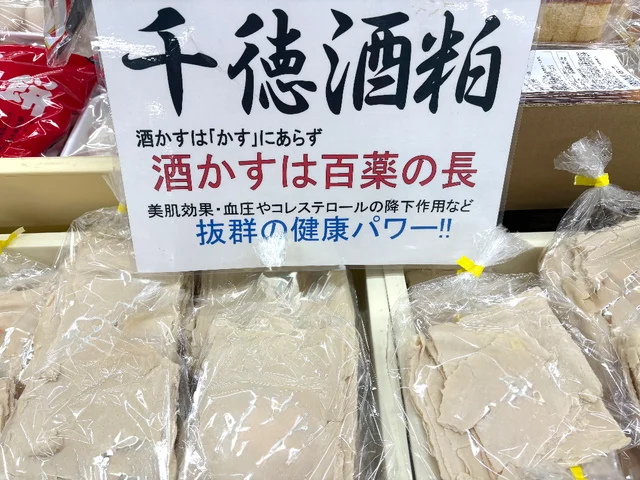 千徳酒粕
酒かすは「かす」にあらず
酒かすは百薬の長
美肌効果・血圧やコレステロールの降下作用など
抜群の健康パワー!!